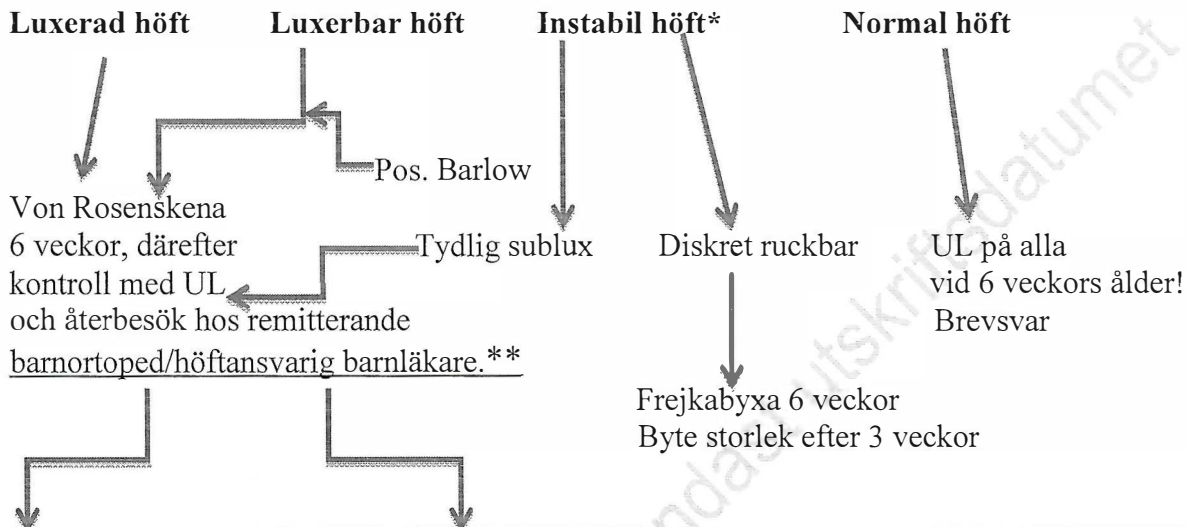 Luxerad höft Luxerbar höft Instabil höft* Normal höft
Pos. Barlow
Von Rosenskena
6 veckor, därefter
kontroll med UL
och återbesök hos remitterande
barnortoped/höftansvarig barnläkare.**
Tydlig sublux
Diskret ruckbar
UL på alla
vid 6 veckors ålder!
Brevsvar
Frejkabyxa 6 veckor
Byte storlek efter 3 veckor
ndast utskriftsdatumet